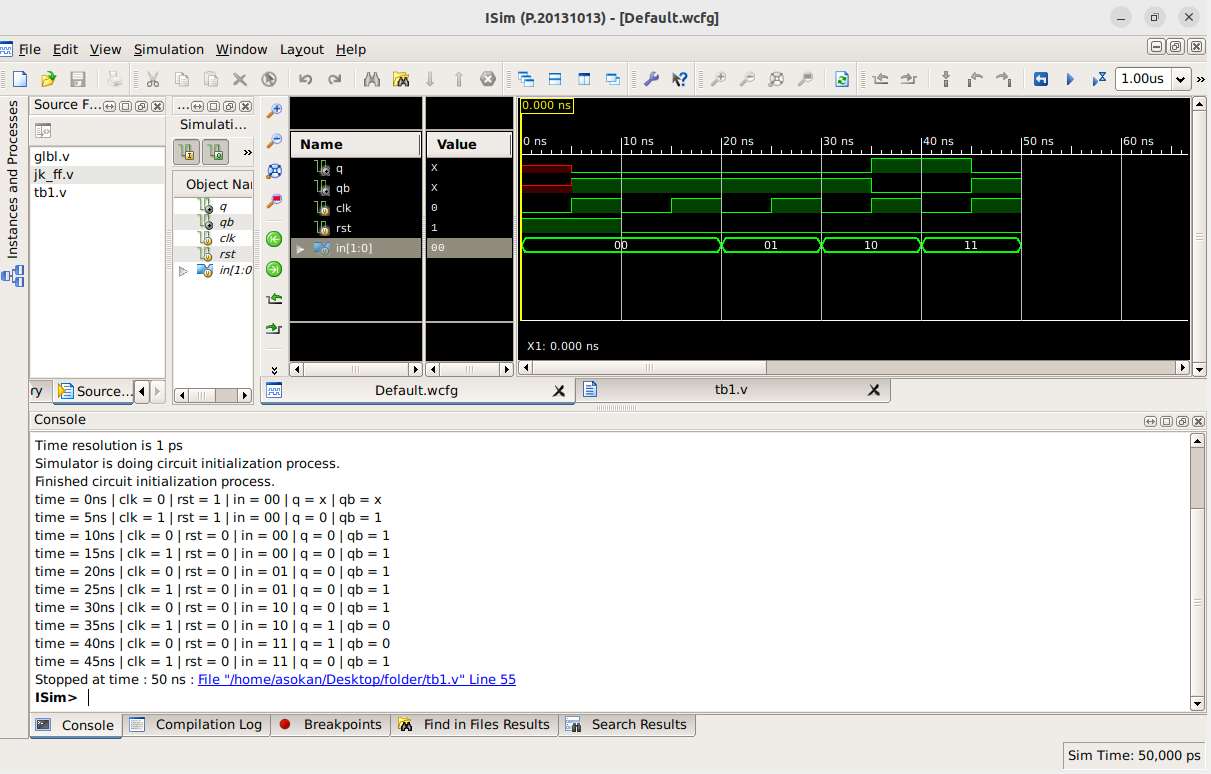 ISim (P.20131013) - [Default.wcfg]
File Edit View Simulation Window Layout Help
1.00us
»
Instances and Processes
Source F...
glbl.v
jk_ff.v
tb1.v
ry
Source...
...
Simulati...
»
Object Nar
q
qb
clk
rst
in[1:0
Name Value
q X
qb X
clk 0
rst 1
in[1:0] 00
0.000 ns
0 ns 10 ns 20 ns 30 ns 40 ns 50 ns 60 ns
00 01 10 11
X1: 0.000 ns
Default.wcfg tb1.v
Console
Time resolution is 1 ps
Simulator is doing circuit initialization process.
Finished circuit initialization process.
time = 0ns | clk = 0 | rst = 1 | in = 00 | q = x | qb = x
time = 5ns | clk = 1 | rst = 1 | in = 00 | q = 0 | qb = 1
time = 10ns | clk = 0 | rst = 0 | in = 00 | q = 0 | qb = 1
time = 15ns | clk = 1 | rst = 0 | in = 00 | q = 0 | qb = 1
time = 20ns | clk = 0 | rst = 0 | in = 01 | q = 0 | qb = 1
time = 25ns | clk = 1 | rst = 0 | in = 01 | q = 0 | qb = 1
time = 30ns | clk = 0 | rst = 0 | in = 10 | q = 0 | qb = 1
time = 35ns | clk = 1 | rst = 0 | in = 10 | q = 1 | qb = 0
time = 40ns | clk = 0 | rst = 0 | in = 11 | q = 1 | qb = 0
time = 45ns | clk = 1 | rst = 0 | in = 11 | q = 0 | qb = 1
Stopped at time : 50 ns : File "/home/asokan/Desktop/folder/tb1.v" Line 55
ISim>
Console Compilation Log Breakpoints Find in Files Results Search Results
Sim Time: 50,000 ps